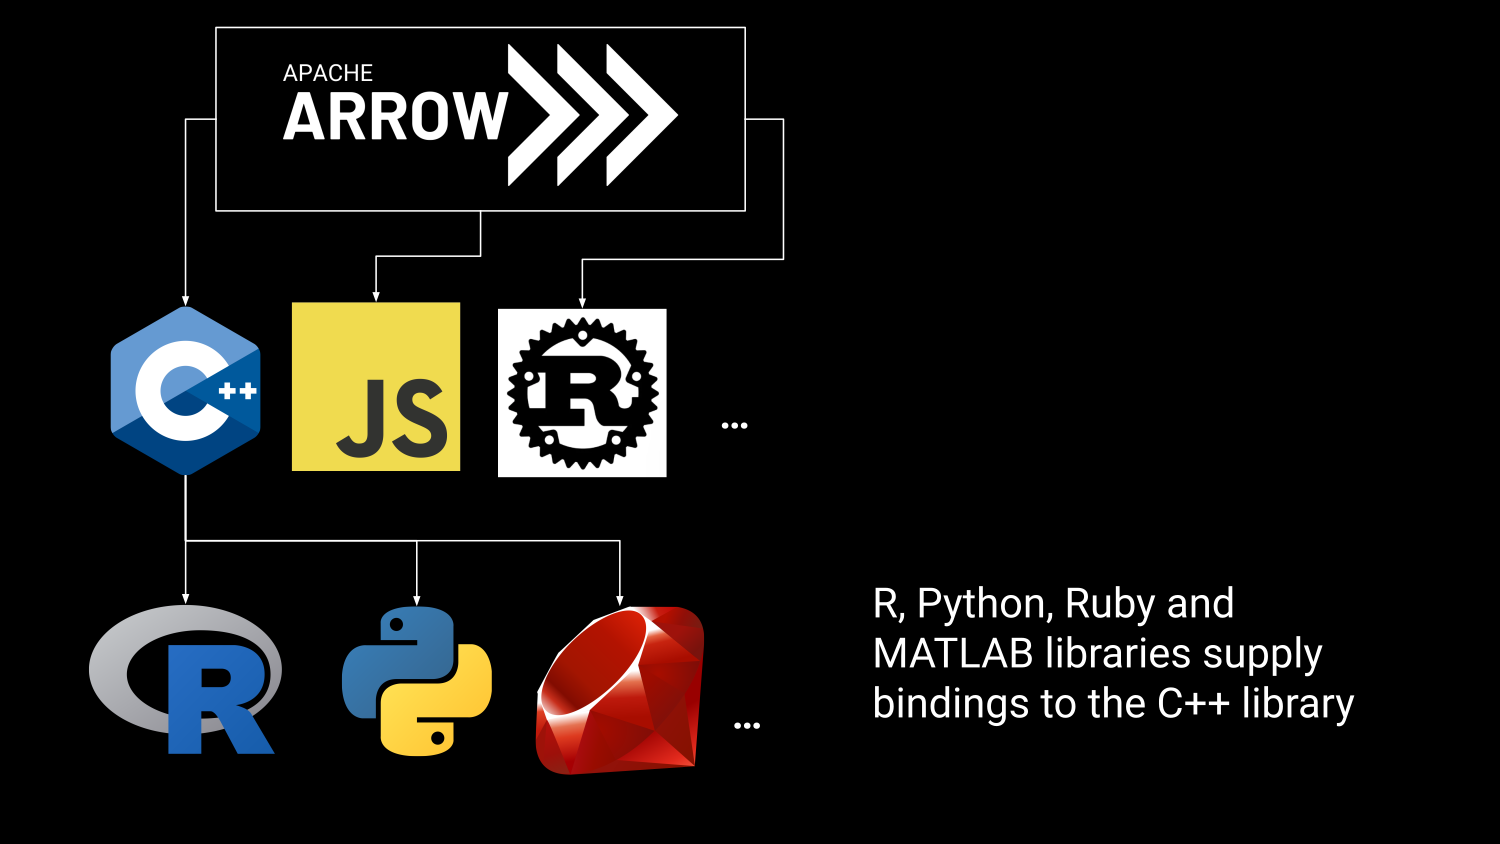 APACHE
ARROW
C++
JS
R
...
R
...
R, Python, Ruby and
MATLAB libraries supply
bindings to the C++ library